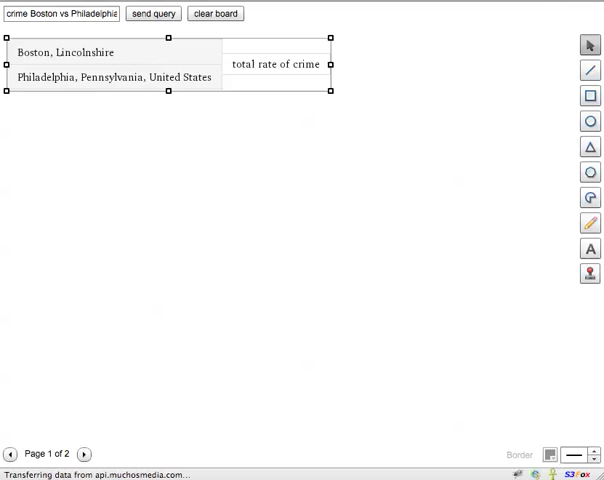 crime Boston vs Philadelphia
send query
clear board
Boston, Lincolnshire
total rate of crime
Philadelphia, Pennsylvania, United States
A
Page 1 of 2
Border
Transferring data from api.muchosmedia.com...
S3Fox